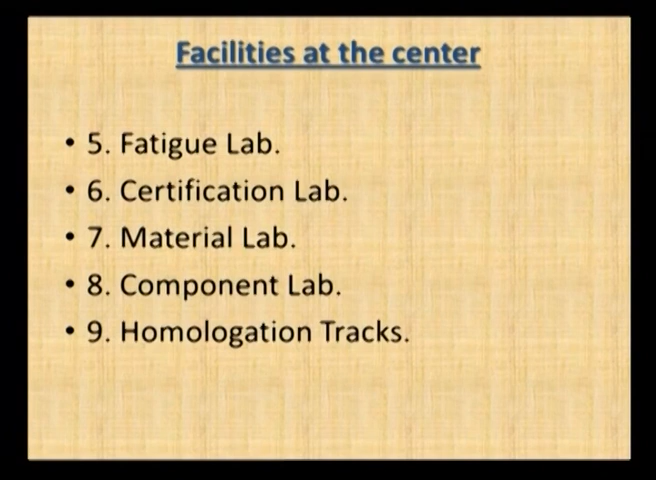 Facilities at the center
• 5. Fatigue Lab.
• 6. Certification Lab.
• 7. Material Lab.
• 8. Component Lab.
• 9. Homologation Tracks.